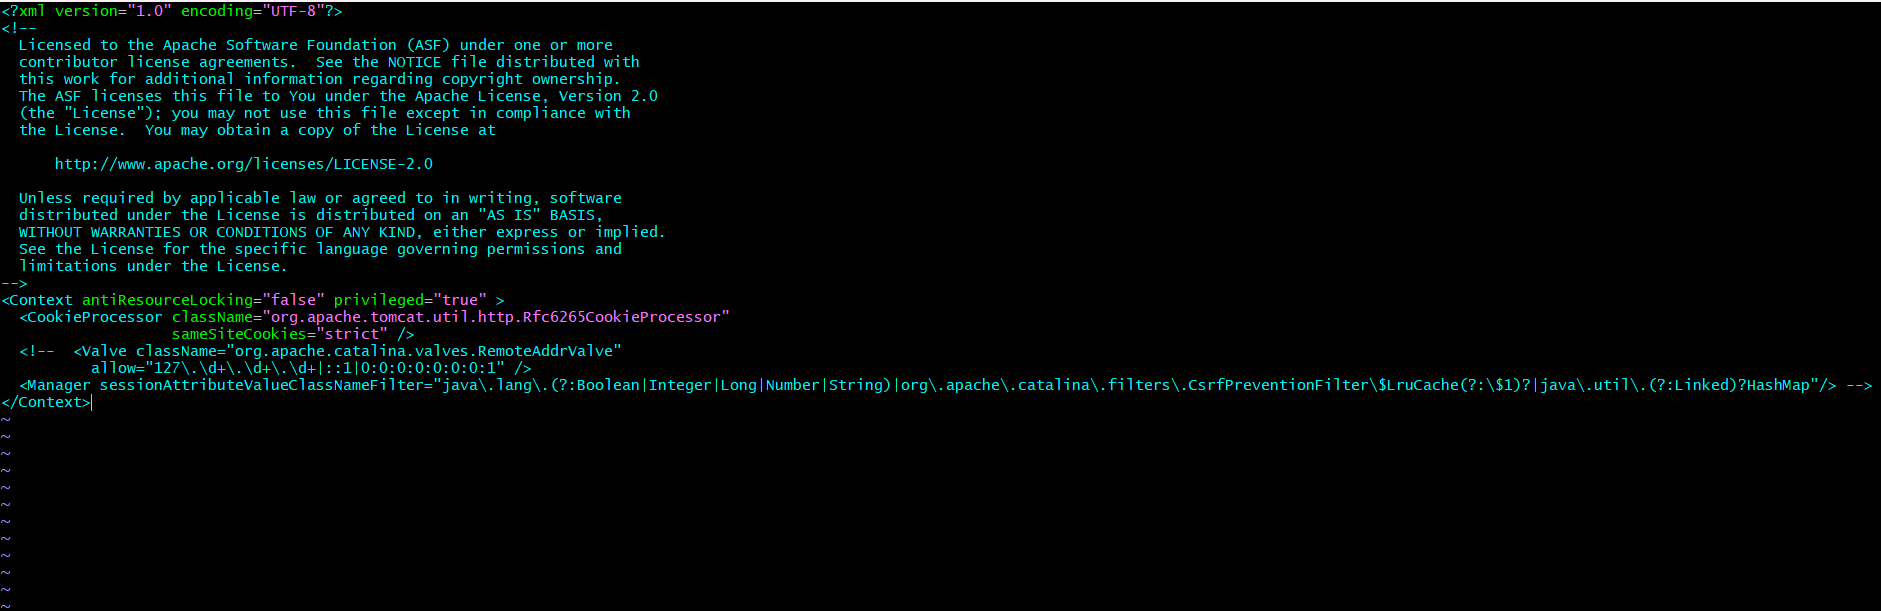 <?xml version="1.0" encoding="UTF-8"?>
<!--
  Licensed to the Apache Software Foundation (ASF) under one or more
  contributor license agreements.  See the NOTICE file distributed with
  this work for additional information regarding copyright ownership.
  The ASF licenses this file to You under the Apache License, Version 2.0
  (the "License"); you may not use this file except in compliance with
  the License.  You may obtain a copy of the License at

      http://www.apache.org/licenses/LICENSE-2.0

  Unless required by applicable law or agreed to in writing, software
  distributed under the License is distributed on an "AS IS" BASIS,
  WITHOUT WARRANTIES OR CONDITIONS OF ANY KIND, either express or implied.
  See the License for the specific language governing permissions and
  limitations under the License.
-->
<Context antiResourceLocking="false" privileged="true" >
  <CookieProcessor className="org.apache.tomcat.util.http.Rfc6265CookieProcessor"
                   sameSiteCookies="strict" />
  <!--  <Valve className="org.apache.catalina.valves.RemoteAddrValve"
          allow="127\.\d+\.\d+\.\d+|::1|0:0:0:0:0:0:0:1" />
  <Manager sessionAttributeValueClassNameFilter="java\.lang\.(?:Boolean|Integer|Long|Number|String)|org\.apache\.catalina\.filters\.CsrfPreventionFilter\$LruCache(?:\$1)?|java\.util\.(?:Linked)?HashMap"/> -->
</Context>
~
~
~
~
~
~
~
~
~
~
~
~